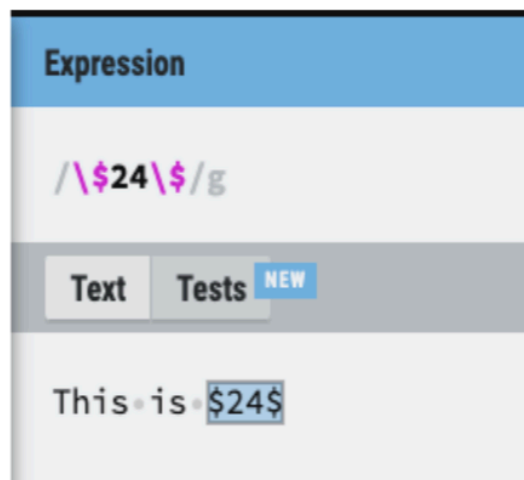 Expression
/\$24\$/g
Text Tests NEW
This is $24$